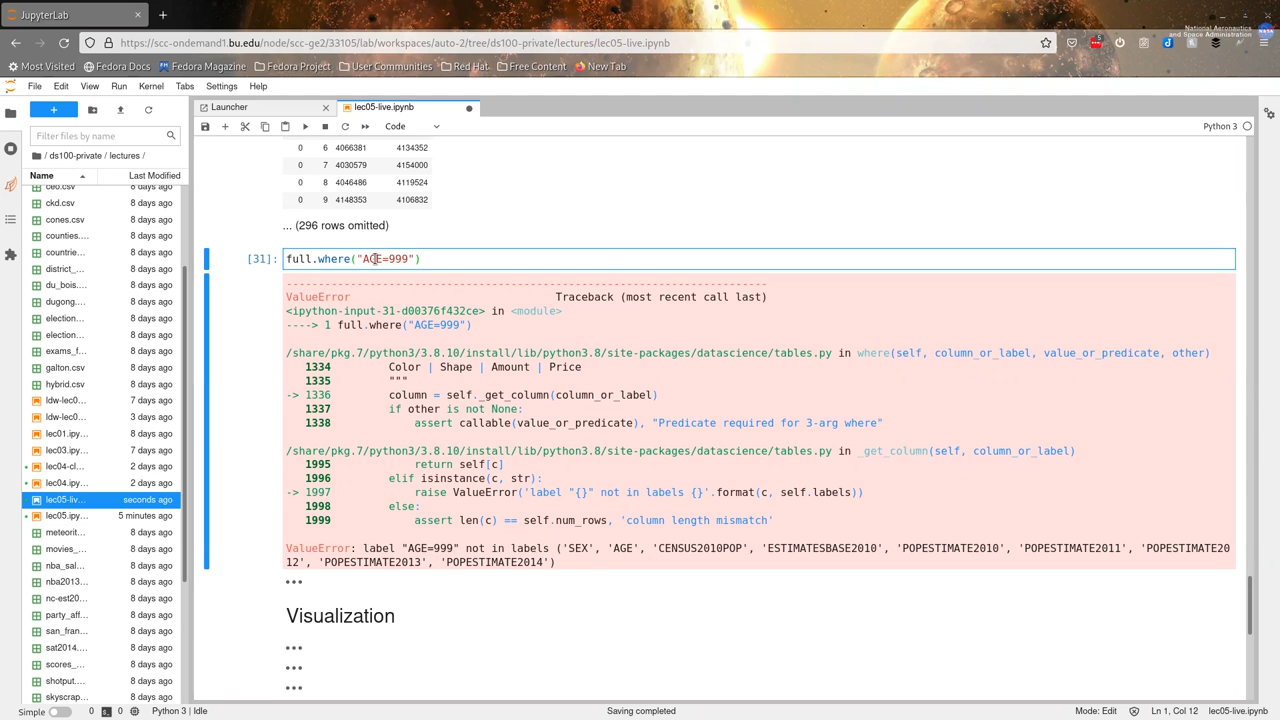 JupyterLab
National Aeronautics
and Space Administration
https://scc-ondemand1.bu.edu/node/scc-ge2/33105/lab/workspaces/auto-2/tree/ds100-private/lectures/lec05-live.ipynb
Most Visited Fedora Docs Fedora Magazine Fedora Project User Communities Red Hat Free Content New Tab
File Edit View Run Kernel Tabs Settings Help
Launcher lec05-live.ipynb
Filter files by name
Code
Python 3
/ ds100-private / lectures /
Name Last Modified
ceo.csv 8 days ago
ckd.csv 8 days ago
cones.csv 8 days ago
counties.... 8 days ago
countrie... 8 days ago
district_... 8 days ago
du_bois.... 8 days ago
dugong.... 8 days ago
election... 8 days ago
election... 8 days ago
exams_f... 8 days ago
galton.csv 8 days ago
hybrid.csv 8 days ago
ldw-lec0... 7 days ago
ldw-lec0... 3 days ago
lec01.ipy... 8 days ago
lec03.ipy... 7 days ago
lec04-cl... 2 days ago
lec04.ipy... 2 days ago
lec05-liv... seconds ago
lec05.ipy... 5 minutes ago
meteorit... 8 days ago
movies_... 8 days ago
nba_sal... 8 days ago
nba2013... 8 days ago
nc-est20... 8 days ago
party_aff... 8 days ago
san_fran... 8 days ago
sat2014.... 8 days ago
scores_... 8 days ago
shotput.... 8 days ago
skyscrap... 8 days ago
0 6 4066381 4134352
0 7 4030579 4154000
0 8 4046486 4119524
0 9 4148353 4106832
... (296 rows omitted)
[31]: full.where("AGE=999")
---------------------------------------------------------------------------
ValueError Traceback (most recent call last)
<ipython-input-31-d00376f432ce> in <module>
----> 1 full.where("AGE=999")
/share/pkg.7/python3/3.8.10/install/lib/python3.8/site-packages/datascience/tables.py in where(self, column_or_label, value_or_predicate, other)
1334 Color | Shape | Amount | Price
1335 """
-> 1336 column = self._get_column(column_or_label)
1337 if other is not None:
1338 assert callable(value_or_predicate), "Predicate required for 3-arg where"
/share/pkg.7/python3/3.8.10/install/lib/python3.8/site-packages/datascience/tables.py in _get_column(self, column_or_label)
1995 return self[c]
1996 elif isinstance(c, str):
-> 1997 raise ValueError('label "{}" not in labels {}'.format(c, self.labels))
1998 else:
1999 assert len(c) == self.num_rows, 'column length mismatch'
ValueError: label "AGE=999" not in labels ('SEX', 'AGE', 'CENSUS2010POP', 'ESTIMATESBASE2010', 'POPESTIMATE2010', 'POPESTIMATE2011', 'POPESTIMATE20
12', 'POPESTIMATE2013', 'POPESTIMATE2014')
Visualization
Simple 0 0 Python 3 | Idle Saving completed Mode: Edit Ln 1, Col 12 lec05-live.ipynb